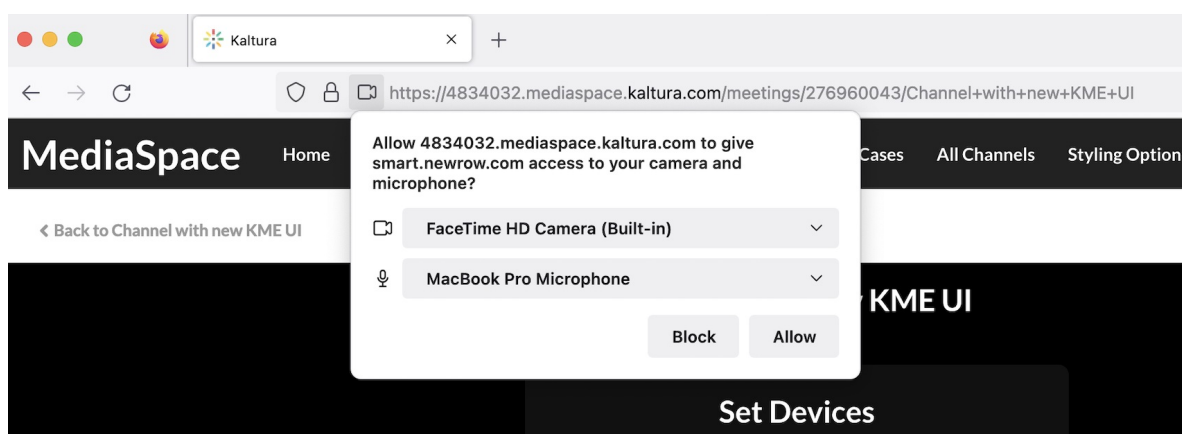 Kaltura
https://4834032.mediaspace.kaltura.com/meetings/276960043/Channel+with+new+KME+UI
MediaSpace Home Cases All Channels Styling Option
Allow 4834032.mediaspace.kaltura.com to give
smart.newrow.com access to your camera and
microphone?
Back to Channel with new KME UI
FaceTime HD Camera (Built-in)
MacBook Pro Microphone
KME UI
Block Allow
Set Devices